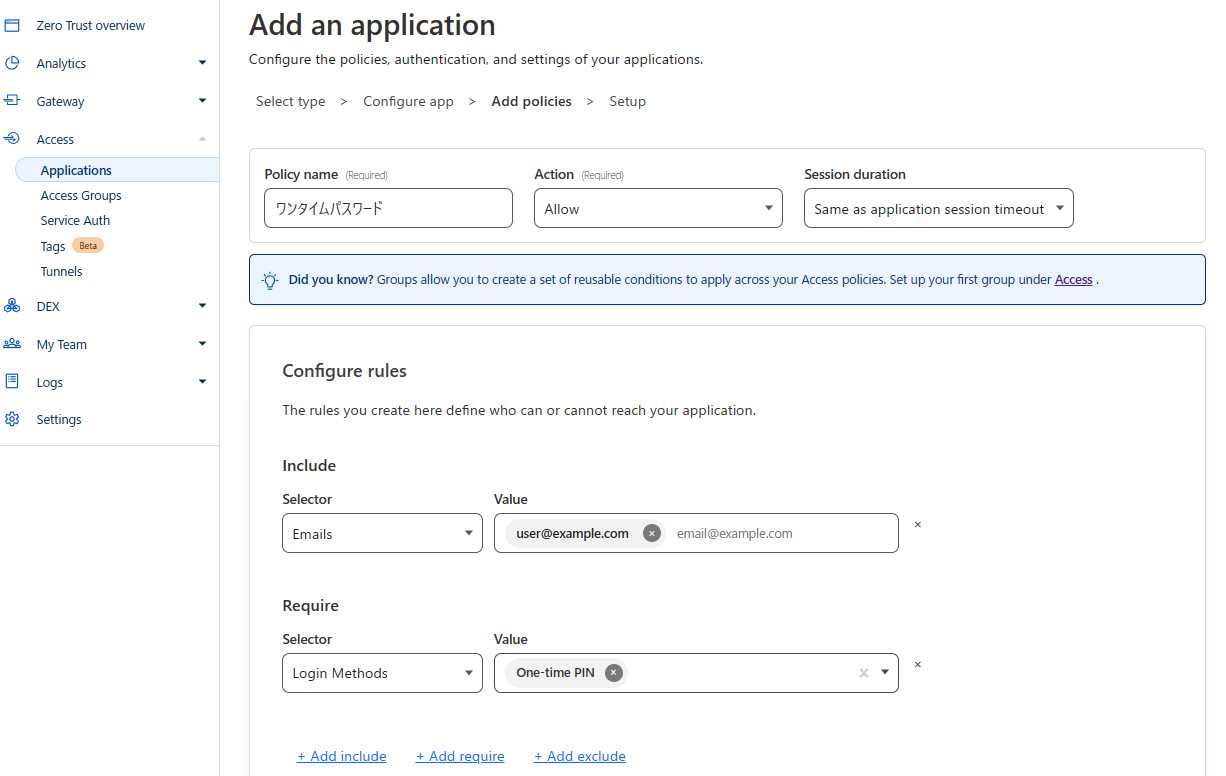 Zero Trust overview
Analytics
Gateway
Access
Applications
Access Groups
Service Auth
Tags Beta
Tunnels
DEX
My Team
Logs
Settings
Add an application
Configure the policies, authentication, and settings of your applications.
Select type > Configure app > Add policies > Setup
Policy name (Required) Action (Required) Session duration
ワンタイムパスワード Allow Same as application session timeout
Did you know? Groups allow you to create a set of reusable conditions to apply across your Access policies. Set up your first group under Access .
Configure rules
The rules you create here define who can or cannot reach your application.
Include
Selector Value
Emails user@example.com email@example.com
Require
Selector Value
Login Methods One-time PIN
+ Add include + Add require + Add exclude